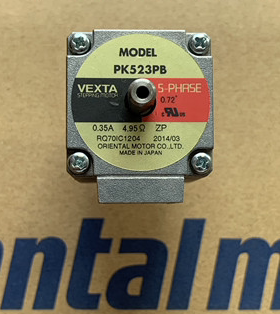 MODEL
PK523PB
VEXTA 5-PHASE
STEPPING MOTOR 0.72°
0.35A 4.95Ω ZP
RQ70IC1204 2014/03
ORIENTAL MOTOR CO.,LTD.
MADE IN JAPAN
ental m